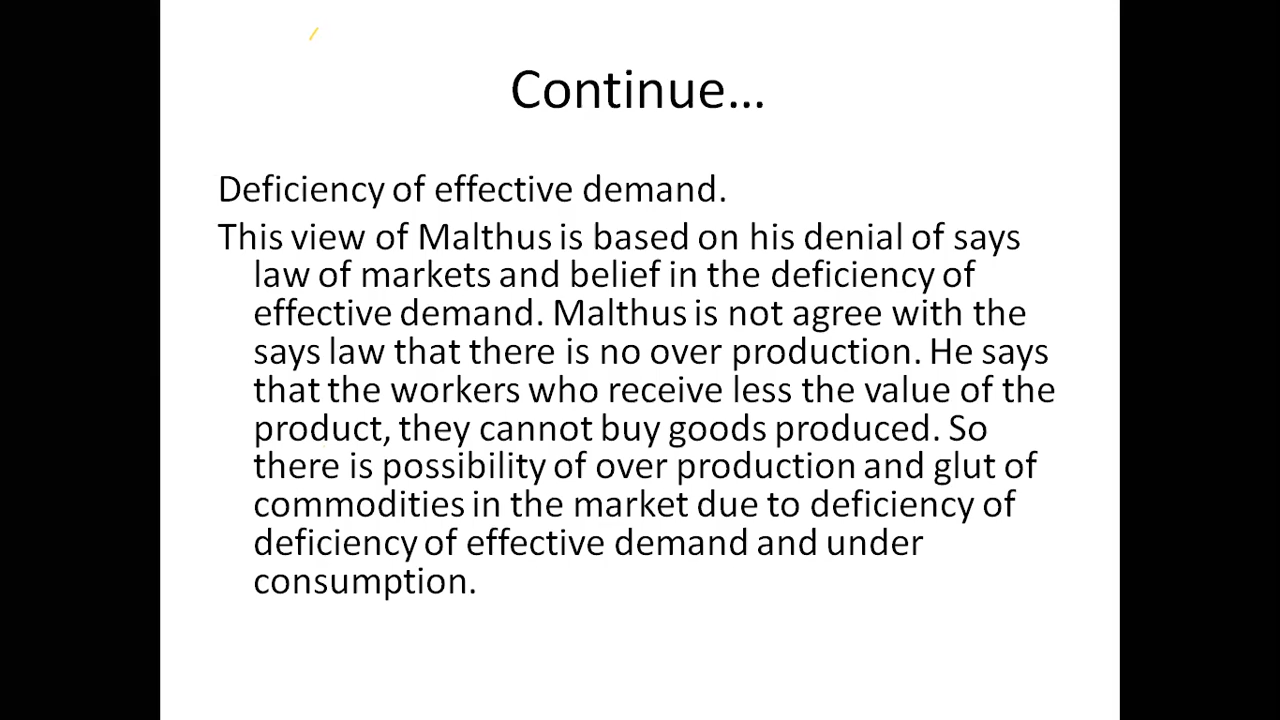 Continue...
Deficiency of effective demand.
This view of Malthus is based on his denial of says
law of markets and belief in the deficiency of
effective demand. Malthus is not agree with the
says law that there is no over production. He says
that the workers who receive less the value of the
product, they cannot buy goods produced. So
there is possibility of over production and glut of
commodities in the market due to deficiency of
deficiency of effective demand and under
consumption.